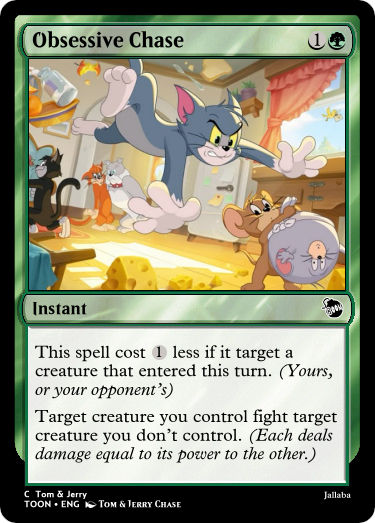 Obsessive Chase 1
Instant
This spell cost 1 less if it target a
creature that entered this turn. (Yours,
or your opponent's)
Target creature you control fight target
creature you don't control. (Each deals
damage equal to its power to the other.)
C Tom & Jerry
TOON • ENG Tom & Jerry Chase
Jallaba